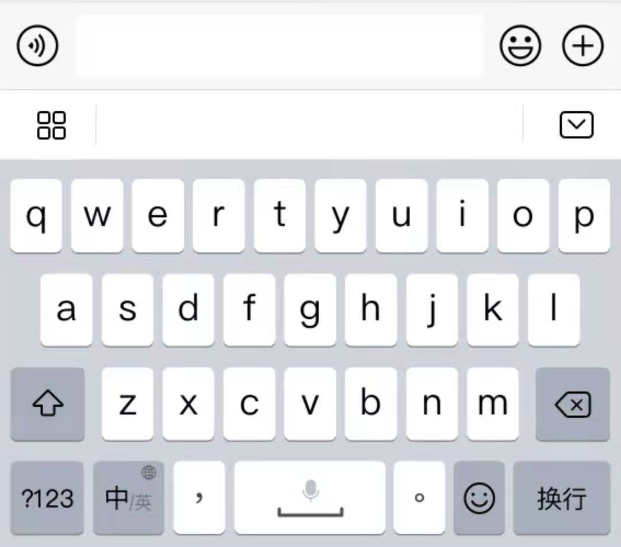 q w e r t y u i o p
a s d f g h j k l
z x c v b n m
?123 中/英 , 。 换行